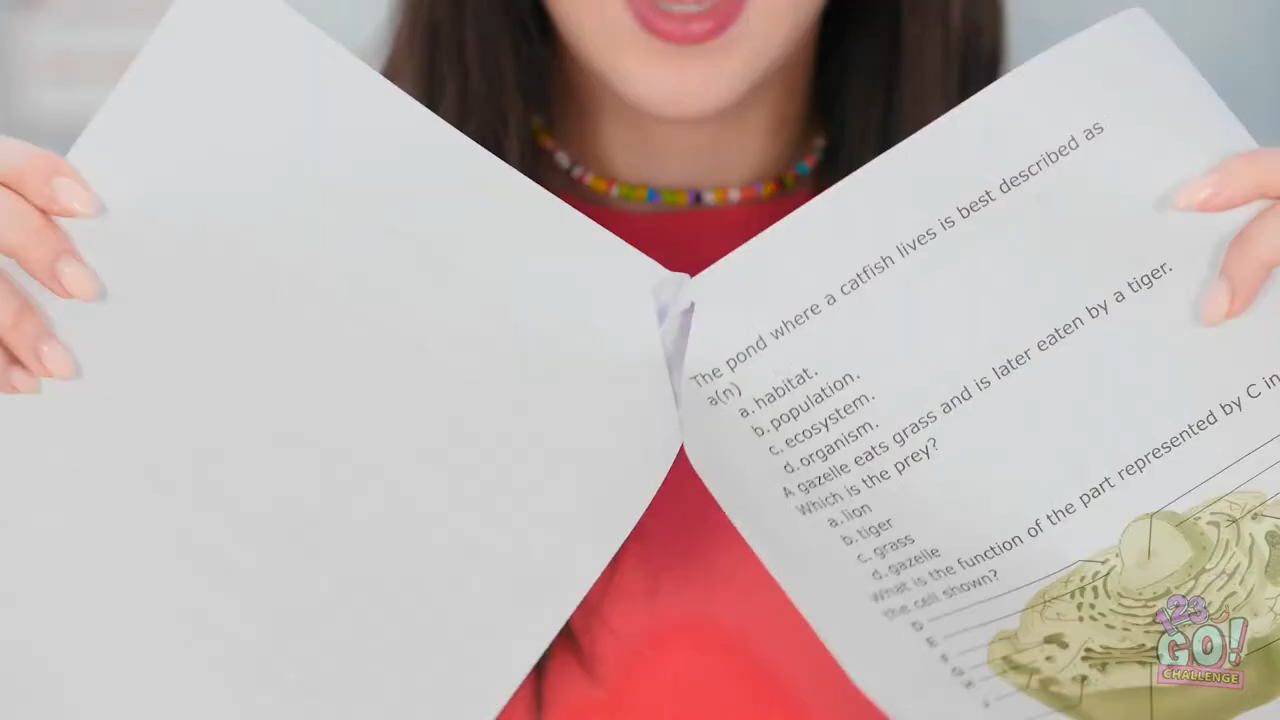 The pond where a catfish lives is best described as
a(n)
a. habitat.
b. population.
c. ecosystem.
d. organism.
A gazelle eats grass and is later eaten by a tiger.
Which is the prey?
a. lion
b. tiger
c. grass
d. gazelle
What is the function of the part represented by C in
the cell shown?
D
E
123
GO!
CHALLENGE